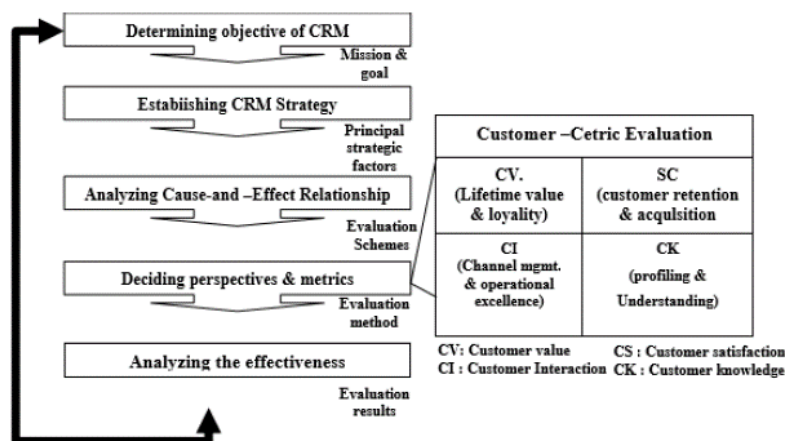 Determining objective of CRM
Mission &
goal
Estabiishing CRM Strategy
Principal
strategic
factors
Analyzing Cause-and –Effect Relationship
Evaluation
Schemes
Deciding perspectives & metrics
Evaluation
method
Analyzing the effectiveness
Evaluation
results
Customer –Cetric Evaluation
CV.
(Lifetime value
& loyality)
SC
(customer retention
& acqulsition
CI
(Channel mgmt.
& operational
excellence)
CK
(profiling &
Understanding)
CV: Customer value
CS : Customer satisfaction
CI : Customer Interaction
CK : Customer knowledge